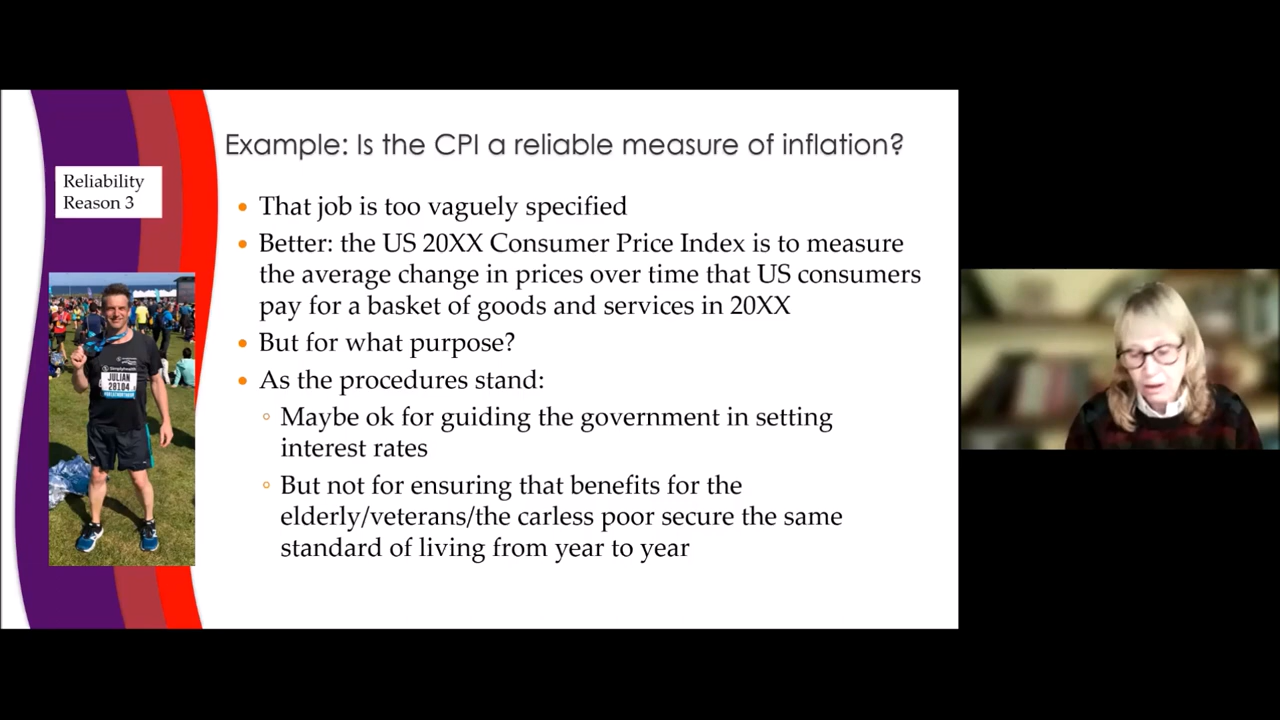 Example: Is the CPI a reliable measure of inflation?
Reliability
Reason 3
• That job is too vaguely specified
• Better: the US 20XX Consumer Price Index is to measure
the average change in prices over time that US consumers
pay for a basket of goods and services in 20XX
• But for what purpose?
• As the procedures stand:
◦ Maybe ok for guiding the government in setting
interest rates
◦ But not for ensuring that benefits for the
elderly/veterans/the carless poor secure the same
standard of living from year to year
JULIAN
28104